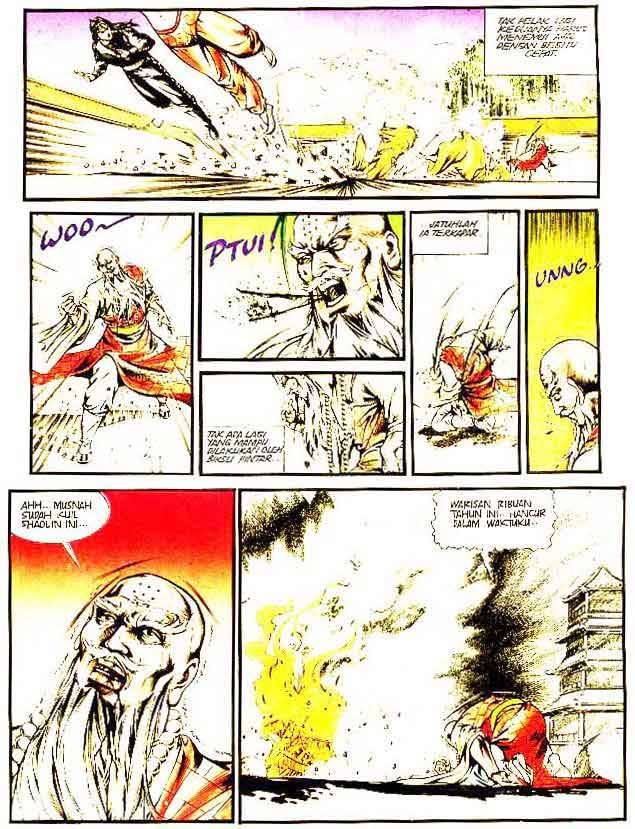 TAK PELAK LAGI
KEDUANYA HARUS
MENEMUI AJAL
DENGAN BEGITU
CEPAT.
WOO~
PTUI!
JATUHLAH
IA TERKAPAR
UNNG...
TAK ADA LAGI
YANG MAMPU
DILAKUKAN OLEH
BIKSU PINTAR...
AHH... MUSNAH
SUDAH KUIL
SHAOLIN INI...
WARISAN RIBUAN
TAHUN INI... HANCUR
DALAM WAKTUKU...